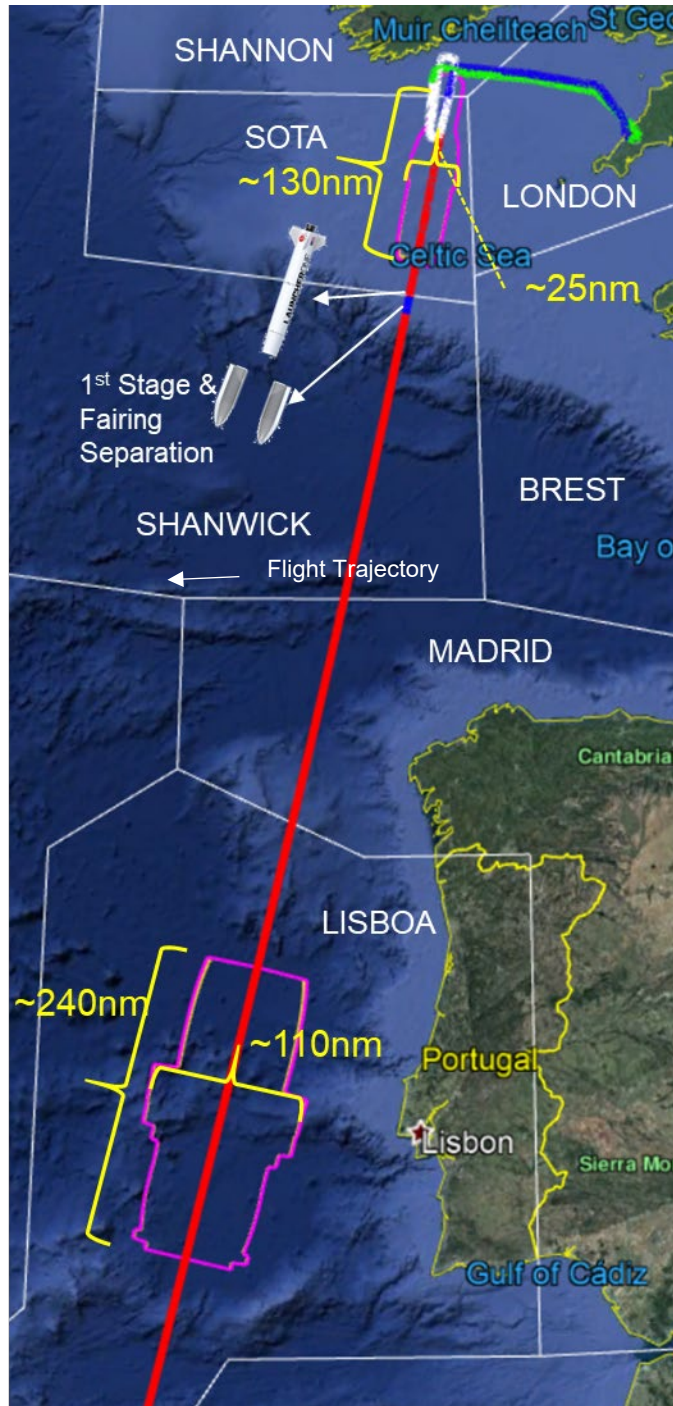 Muir Cheilteach
St Geo
SHANNON
SOTA
~130nm
LONDON
Celtic Sea
~25nm
LAUNCHER
1st Stage &
Fairing
Separation
BREST
SHANWICK
Bay o
Flight Trajectory
MADRID
Cantabria
LISBOA
~240nm
~110nm
Portugal
Lisbon
Sierra Mo
Gulf of Cádiz